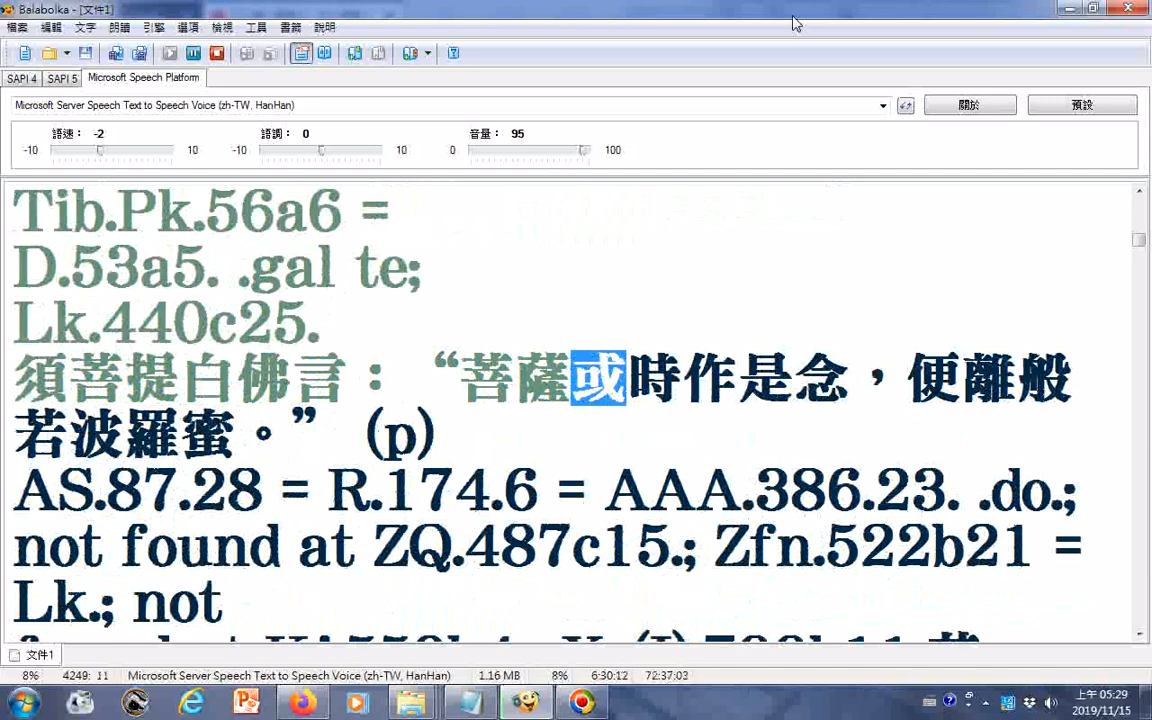 Balabolka - [文件1]
檔案 編輯 文字 朗讀 引擎 選項 檢視 工具 書籤 說明
SAPI 4 SAPI 5 Microsoft Speech Platform
Microsoft Server Speech Text to Speech Voice (zh-TW, HanHan) 關於 預設
語速： -2 語調： 0 音量： 95
-10 10 -10 10 0 100
Tib.Pk.56a6 =
D.53a5. .gal te;
Lk.440c25.
須菩提白佛言：“菩薩或時作是念，便離般
若波羅蜜。” (p)
AS.87.28 = R.174.6 = AAA.386.23. .do.;
not found at ZQ.487c15.; Zfn.522b21 =
Lk.; not
文件1
8% 4249: 11 Microsoft Server Speech Text to Speech Voice (zh-TW, HanHan) 1.16 MB 8% 6:30:12 72:37:03
上午 05:29
2019/11/15